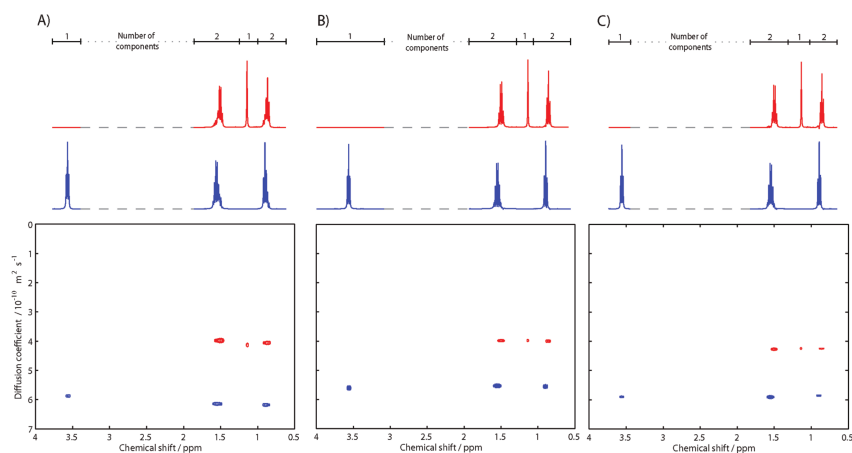 A) B) C)
1 Number of components 2 1 2
1 Number of components 2 1 2
1 Number of components 2 1 2
Diffusion coefficient / 10⁻¹⁰ m² s⁻¹
0
1
2
3
4
5
6
7
4 3.5 3 2.5 2 1.5 1 0.5
4 3.5 3 2.5 2 1.5 1 0.5
4 3.5 3 2.5 2 1.5 1 0.5
Chemical shift / ppm
Chemical shift / ppm
Chemical shift / ppm